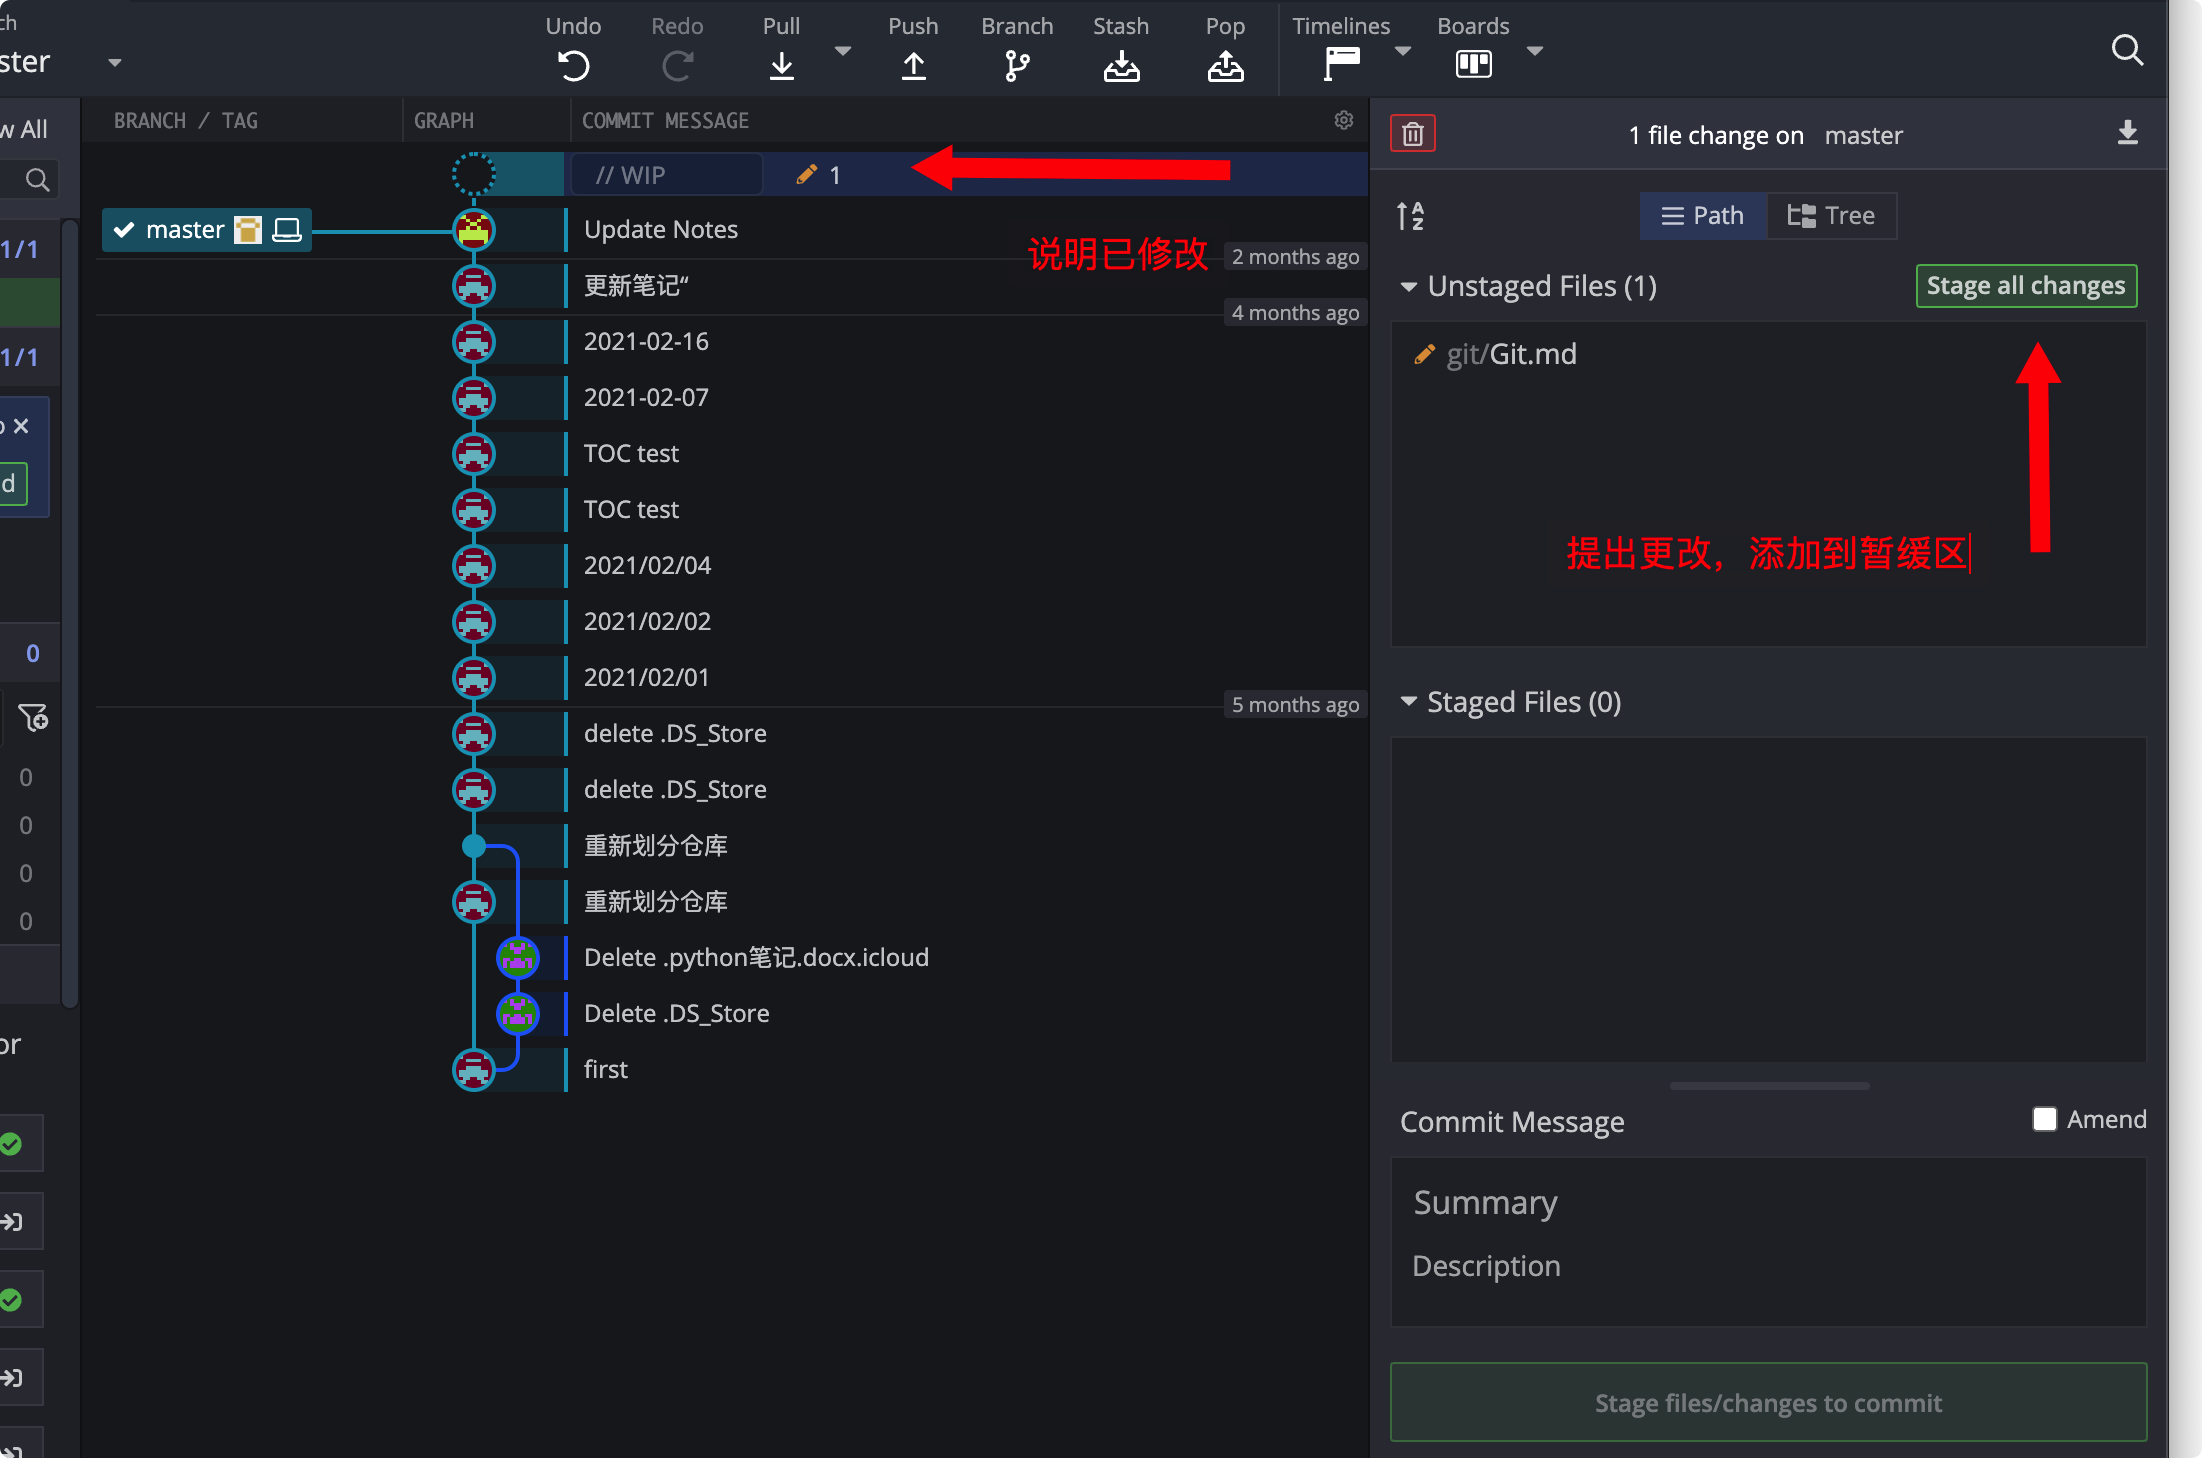 ch
ster
Undo
Redo
Pull
Push
Branch
Stash
Pop
Timelines
Boards
w All
BRANCH / TAG
GRAPH
COMMIT MESSAGE
1 file change on master
// WIP
1
master
1/1
Update Notes
说明已修改
2 months ago
更新笔记“
4 months ago
1/1
2021-02-16
2021-02-07
TOC test
d
TOC test
2021/02/04
2021/02/02
0
2021/02/01
5 months ago
delete .DS_Store
0
delete .DS_Store
0
重新划分仓库
0
重新划分仓库
0
Delete .python笔记.docx.icloud
Delete .DS_Store
or
first
Path
Tree
Unstaged Files (1)
Stage all changes
git/Git.md
提出更改，添加到暂缓区
Staged Files (0)
Commit Message
Amend
Summary
Description
Stage files/changes to commit